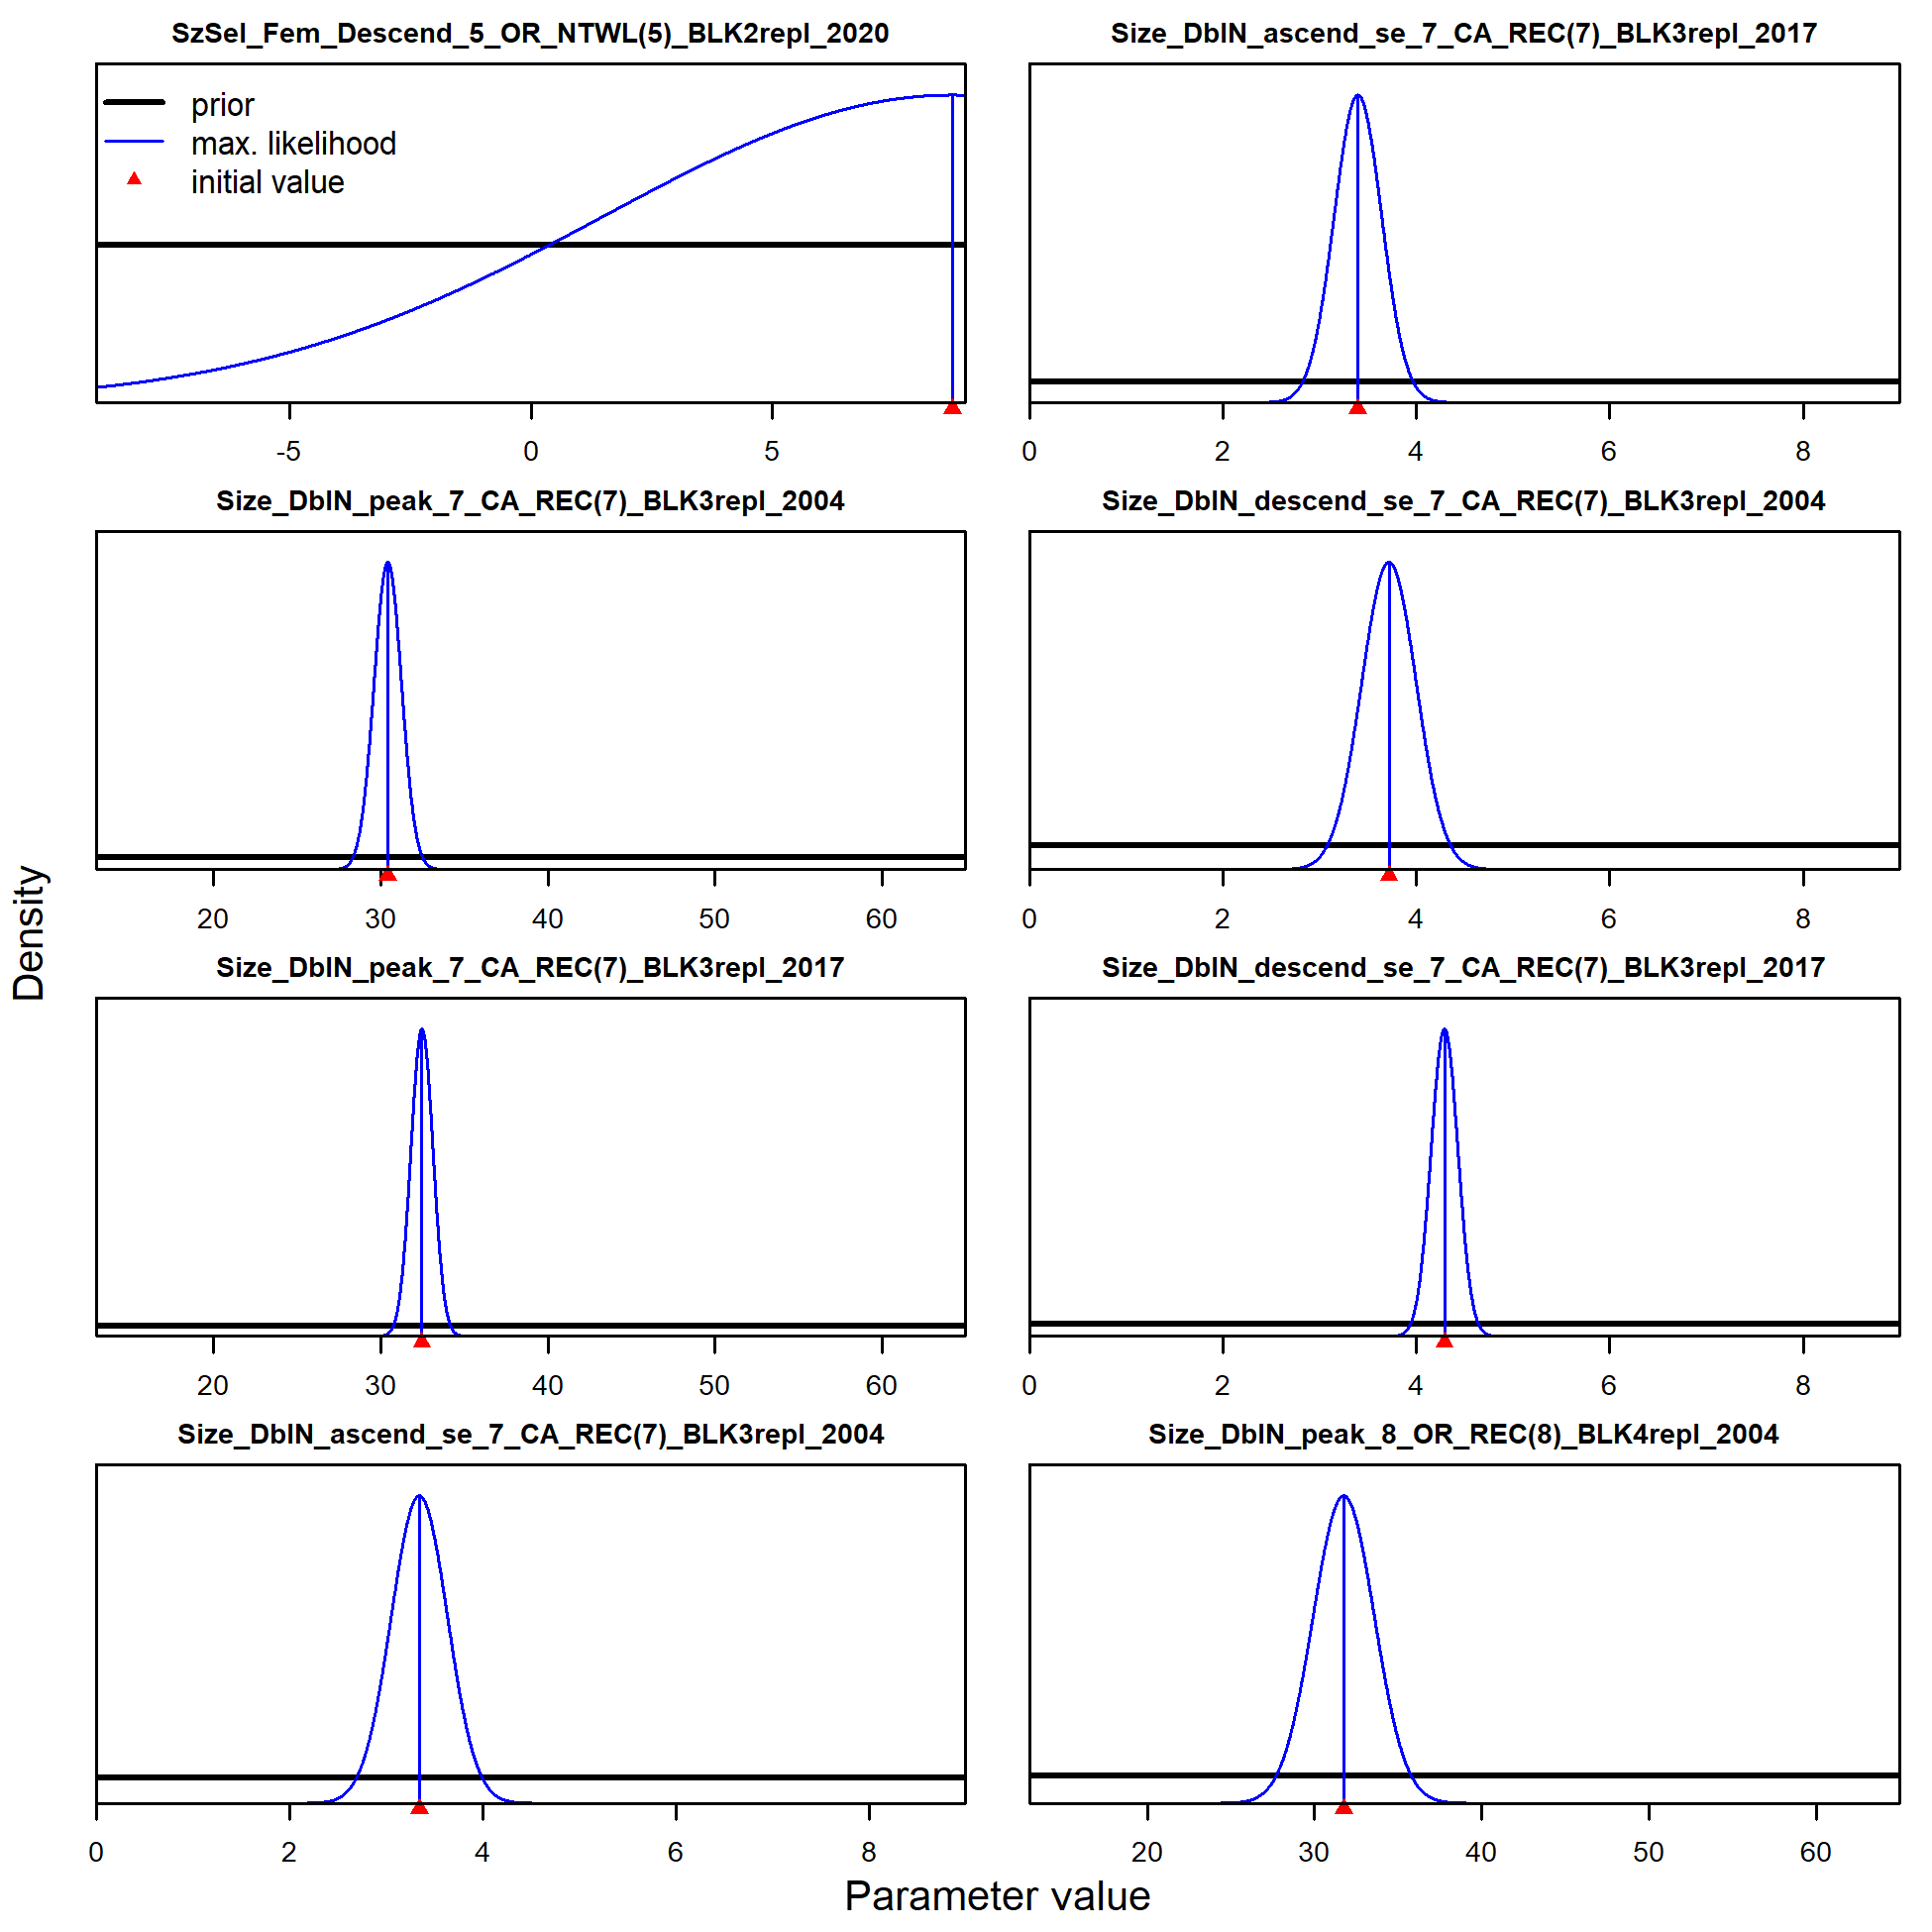 SzSel_Fem_Descend_5_OR_NTWL(5)_BLK2repl_2020
prior
max. likelihood
initial value
-5 0 5
Size_DblN_ascend_se_7_CA_REC(7)_BLK3repl_2017
0 2 4 6 8
Size_DblN_peak_7_CA_REC(7)_BLK3repl_2004
20 30 40 50 60
Size_DblN_descend_se_7_CA_REC(7)_BLK3repl_2004
0 2 4 6 8
Size_DblN_peak_7_CA_REC(7)_BLK3repl_2017
20 30 40 50 60
Size_DblN_descend_se_7_CA_REC(7)_BLK3repl_2017
0 2 4 6 8
Size_DblN_ascend_se_7_CA_REC(7)_BLK3repl_2004
0 2 4 6 8
Size_DblN_peak_8_OR_REC(8)_BLK4repl_2004
20 30 40 50 60
Density
Parameter value